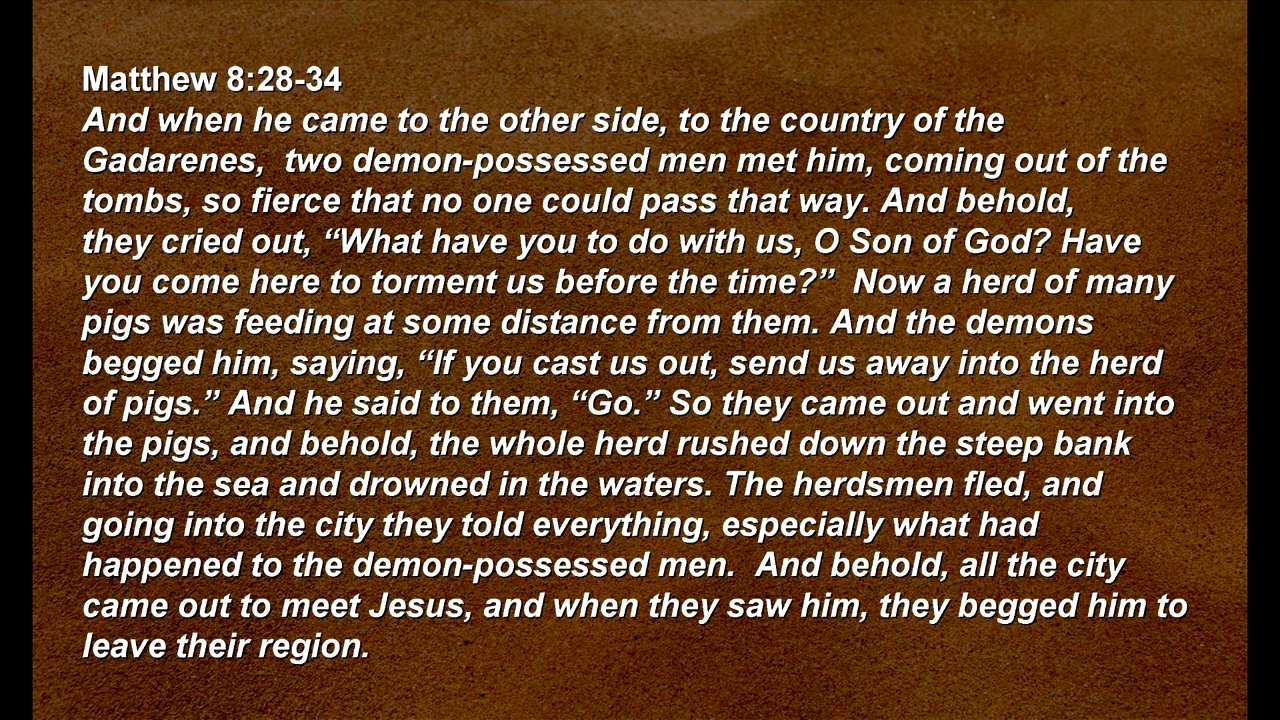 Matthew 8:28-34
And when he came to the other side, to the country of the
Gadarenes,  two demon-possessed men met him, coming out of the
tombs, so fierce that no one could pass that way. And behold,
they cried out, “What have you to do with us, O Son of God? Have
you come here to torment us before the time?”  Now a herd of many
pigs was feeding at some distance from them. And the demons
begged him, saying, “If you cast us out, send us away into the herd
of pigs.” And he said to them, “Go.” So they came out and went into
the pigs, and behold, the whole herd rushed down the steep bank
into the sea and drowned in the waters. The herdsmen fled, and
going into the city they told everything, especially what had
happened to the demon-possessed men.  And behold, all the city
came out to meet Jesus, and when they saw him, they begged him to
leave their region.